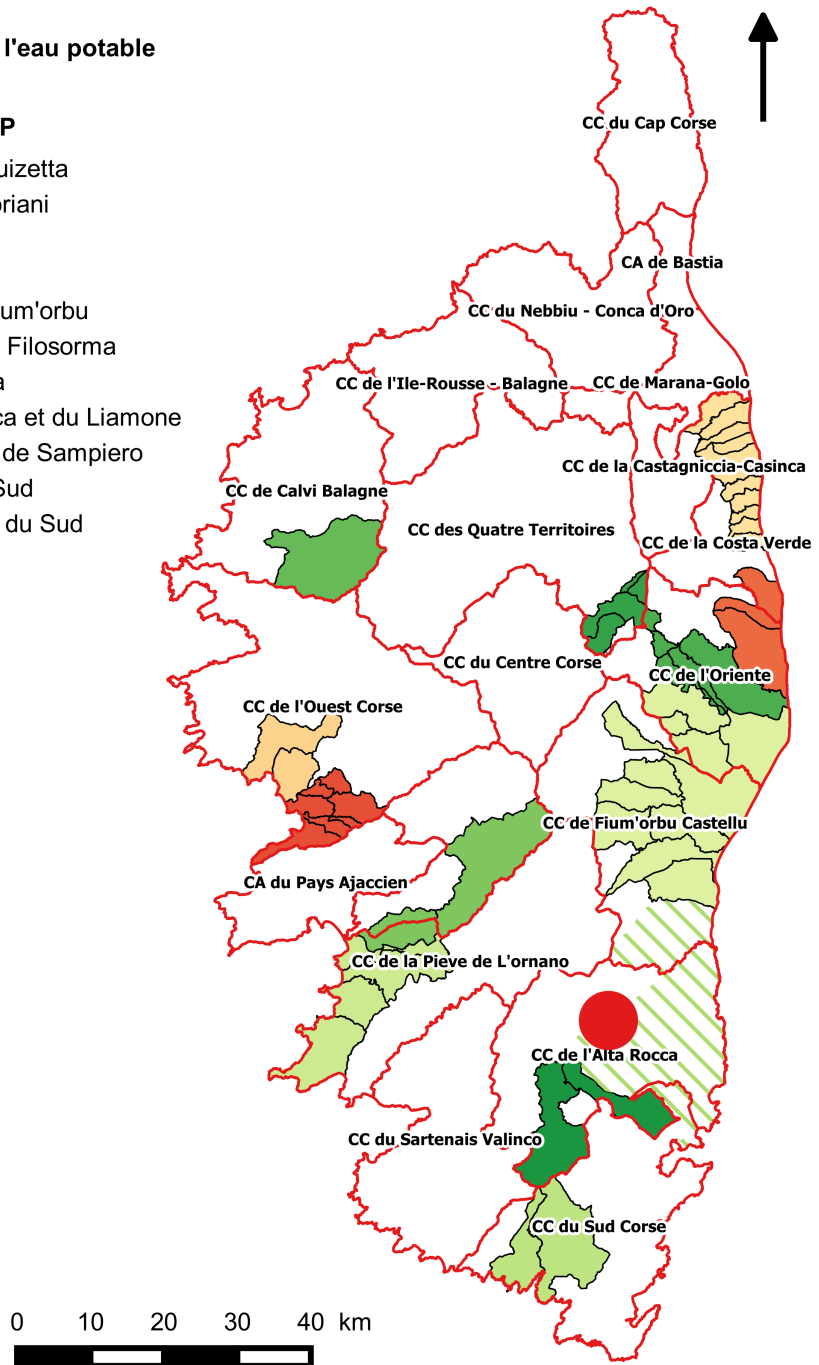 l'eau potable
P
uizetta
oriani
um'orbu
Filosorma
a
ca et du Liamone
de Sampiero
Sud
du Sud
CC du Cap Corse
CA de Bastia
CC du Nebbiu - Conca d'Oro
CC de l'Ile-Rousse - Balagne
CC de Marana-Golo
CC de la Castagniccia-Casinca
CC de Calvi Balagne
CC des Quatre Territoires
CC de la Costa Verde
CC du Centre Corse
CC de l'Oriente
CC de l'Ouest Corse
CC de Fium'orbu Castellu
CA du Pays Ajaccien
CC de la Pieve de L'ornano
CC de l'Alta Rocca
CC du Sartenais Valinco
CC du Sud Corse
0 10 20 30 40 km